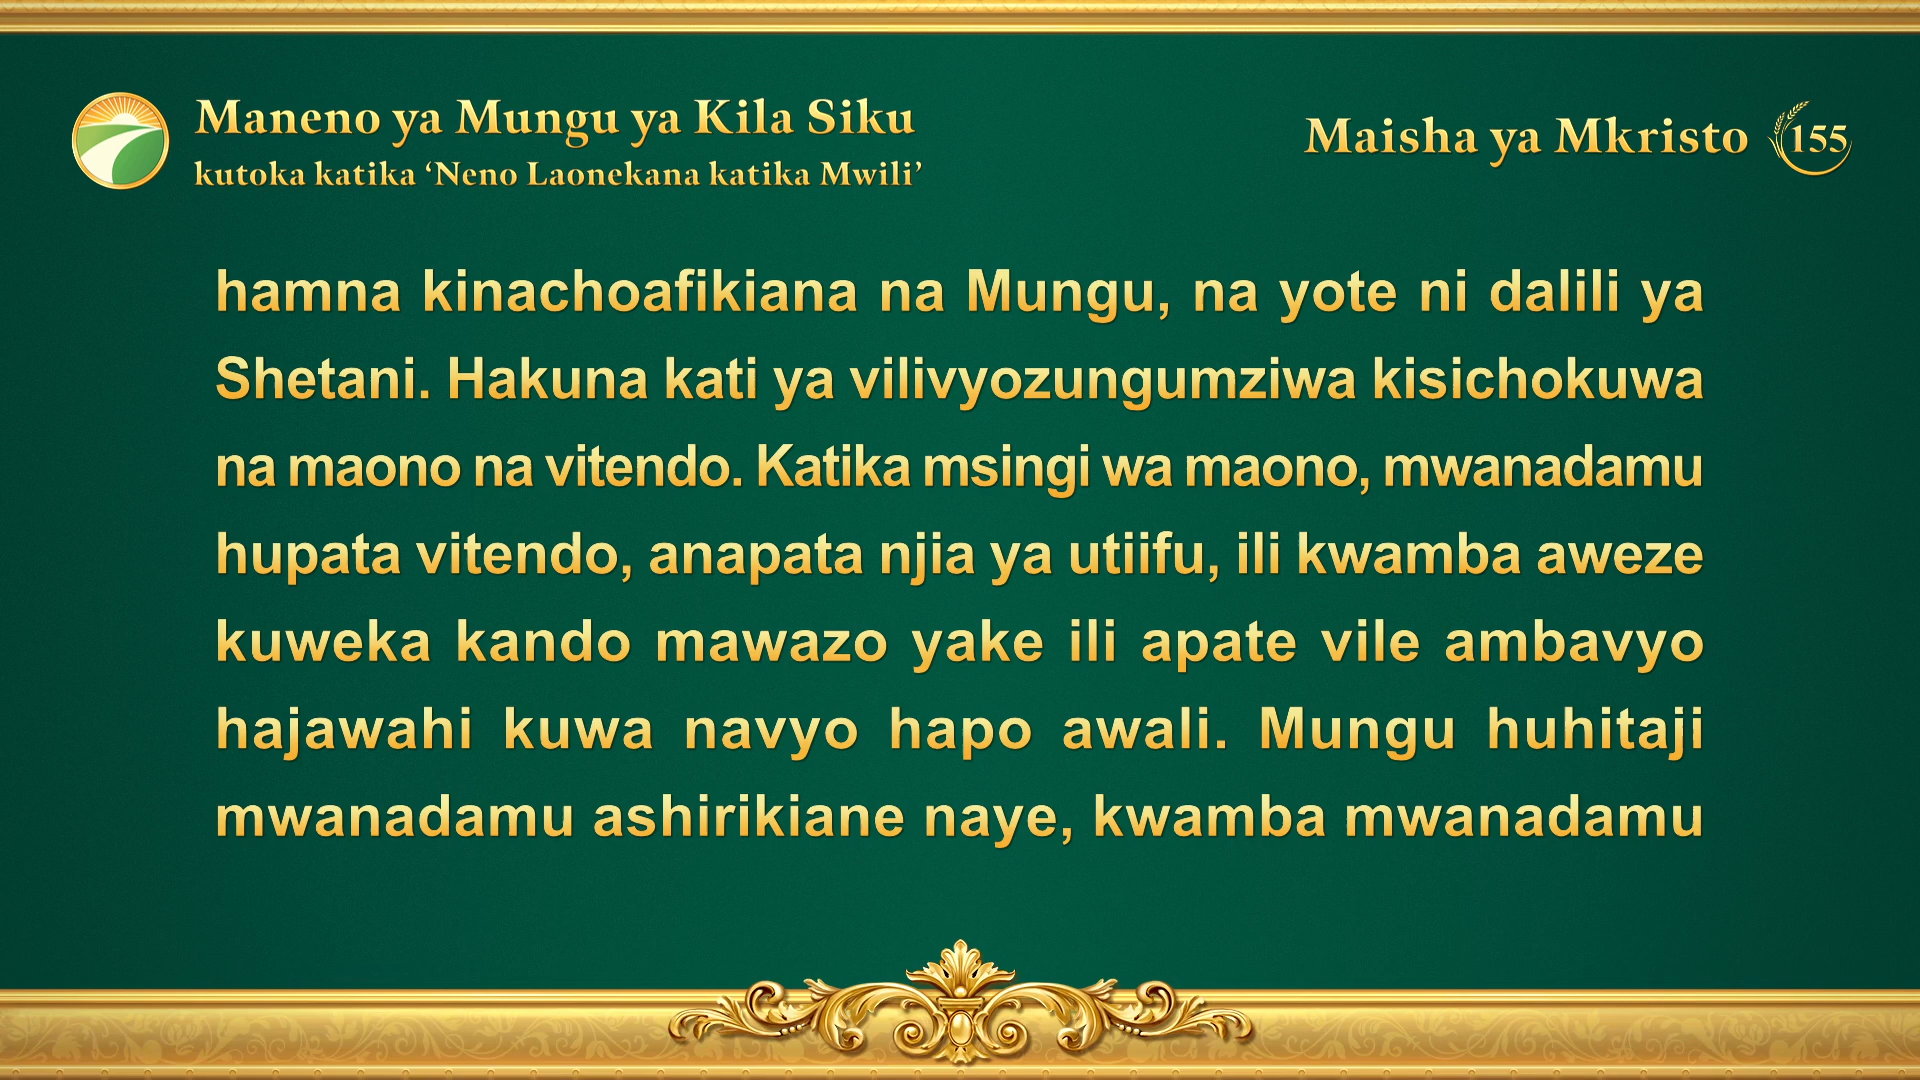 Maneno ya Mungu ya Kila Siku
kutoka katika ‘Neno Laonekana katika Mwili’
Maisha ya Mkristo 155
hamna kinachoafikiana na Mungu, na yote ni dalili ya
Shetani. Hakuna kati ya vilivyozungumziwa kisichokuwa
na maono na vitendo. Katika msingi wa maono, mwanadamu
hupata vitendo, anapata njia ya utiifu, ili kwamba aweze
kuweka kando mawazo yake ili apate vile ambavyo
hajawahi kuwa navyo hapo awali. Mungu huhitaji
mwanadamu ashirikiane naye, kwamba mwanadamu